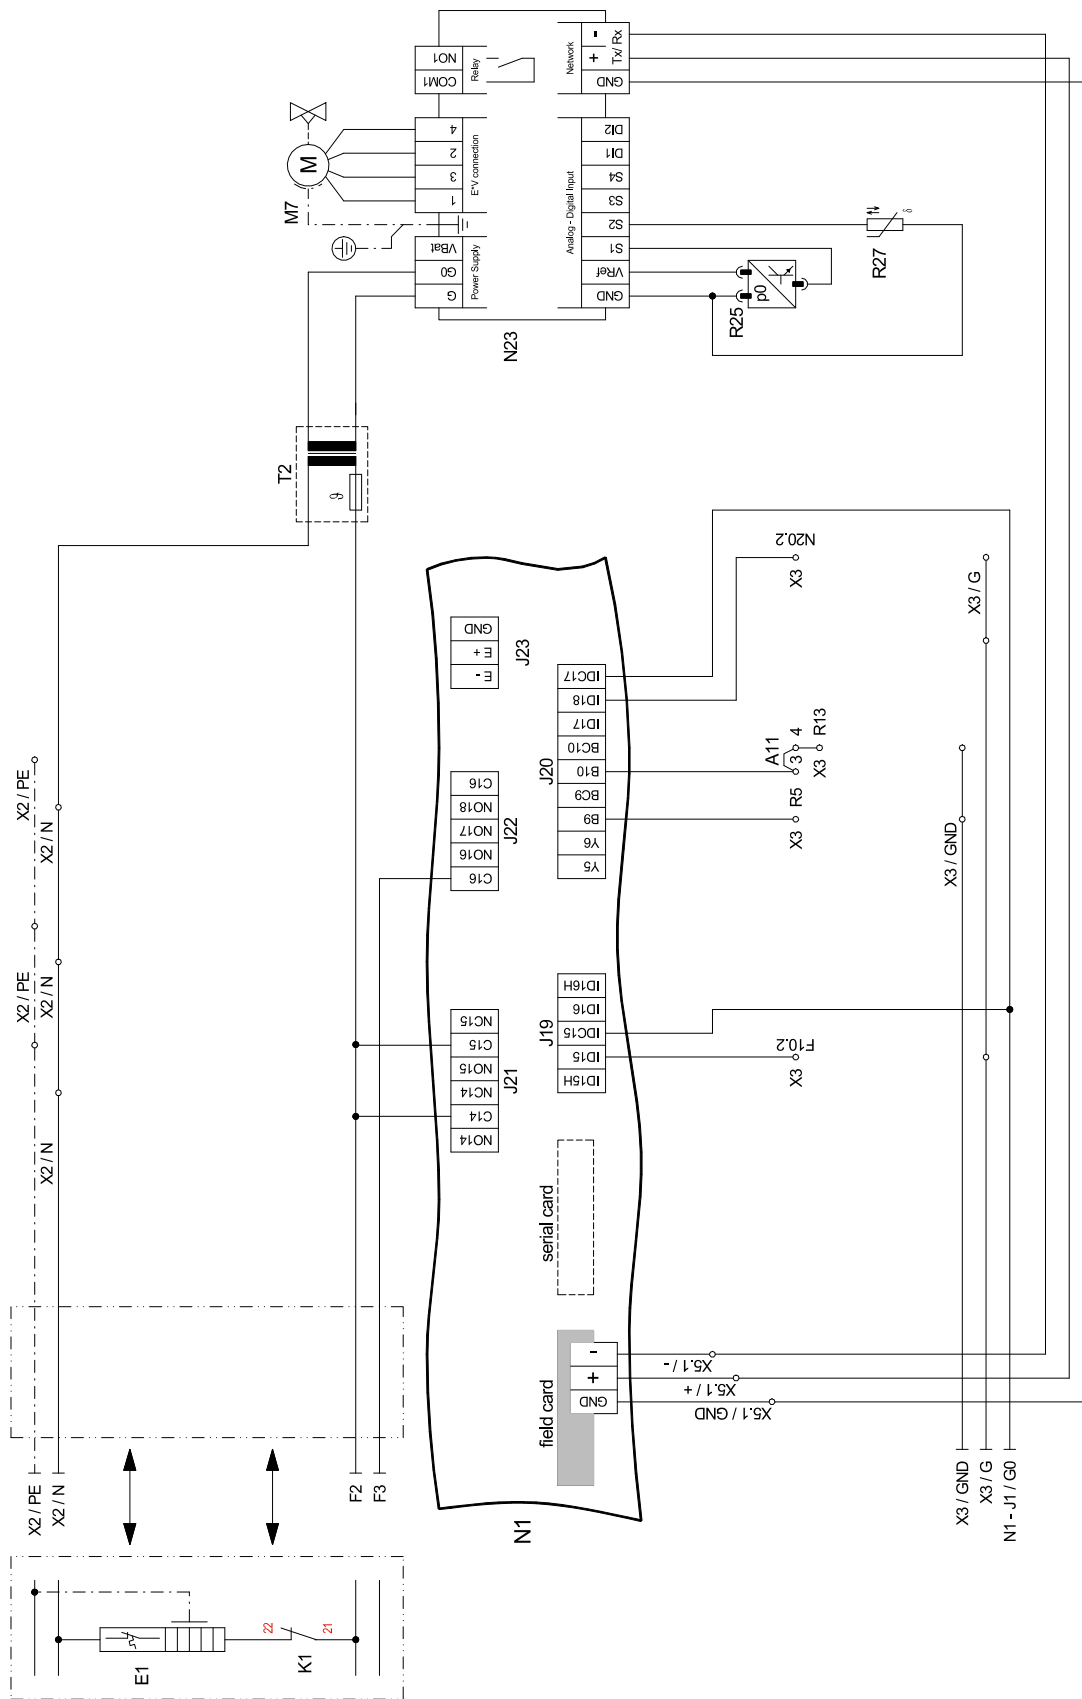 NO1
COM1
Relay
4
2
3
1
E*V connection
VBat
G0
G
Power Supply
-
+
Tx/ Rx
GND
Network
DI2
DI1
S4
S3
S2
S1
VRef
GND
Analog - Digital Input
N23
M
M7
R27
δ
p0
R25
T2
ϑ
GND
E +
E -
J23
C16
NO18
NO17
NO16
C16
J22
NC15
C15
NO15
NC14
C14
NO14
J21
IDC17
ID18
ID17
BC10
B10
BC9
B9
Y6
Y5
J20
ID16H
ID16
IDC15
ID15
ID15H
J19
N20.2
X3
X3 / G
A11
4
3
R13
X3
R5
X3
X3 / GND
F10.2
X3
X2 / PE
X2 / N
X2 / PE
X2 / N
X2 / N
serial card
field card
-
+
GND
X5.1 / -
X5.1 / +
X5.1 / GND
N1
X2 / PE
X2 / N
F2
F3
X3 / GND
X3 / G
N1 - J1 / G0
22
21
E1
K1